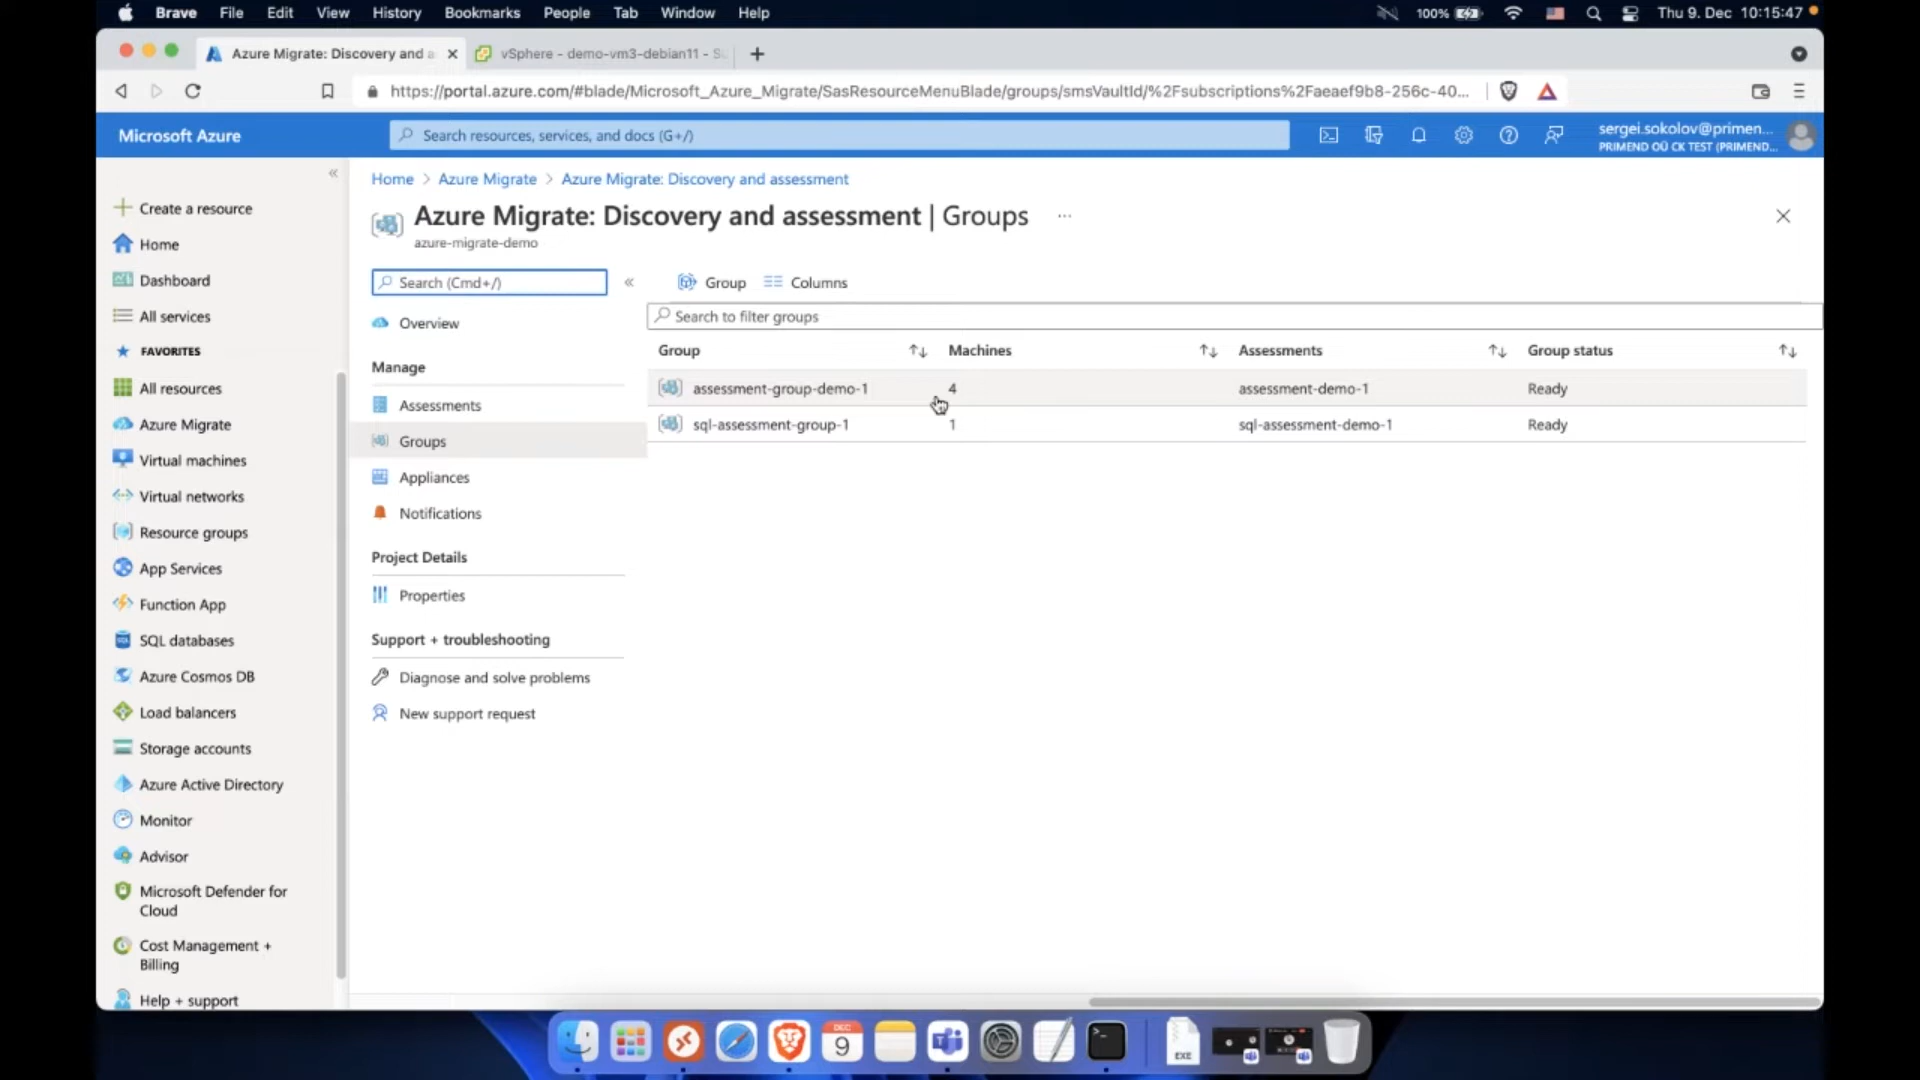 Brave File Edit View History Bookmarks People Tab Window Help 100% Thu 9. Dec 10:15:47
Azure Migrate: Discovery and a
vSphere - demo-vm3-debian11 - S
https://portal.azure.com/#blade/Microsoft_Azure_Migrate/SasResourceMenuBlade/groups/smsVaultId/%2Fsubscriptions%2Faeaef9b8-256c-40...
Microsoft Azure
Search resources, services, and docs (G+/)
sergei.sokolov@primen...
PRIMEND OÜ CK TEST (PRIMEND...
Create a resource
Home
Dashboard
All services
FAVORITES
All resources
Azure Migrate
Virtual machines
Virtual networks
Resource groups
App Services
Function App
SQL databases
Azure Cosmos DB
Load balancers
Storage accounts
Azure Active Directory
Monitor
Advisor
Microsoft Defender for
Cloud
Cost Management +
Billing
Help + support
Home > Azure Migrate > Azure Migrate: Discovery and assessment
Azure Migrate: Discovery and assessment | Groups ...
azure-migrate-demo
Search (Cmd+/)
Overview
Manage
Assessments
Groups
Appliances
Notifications
Project Details
Properties
Support + troubleshooting
Diagnose and solve problems
New support request
Group Columns
Search to filter groups
Group Machines Assessments Group status
assessment-group-demo-1 4 assessment-demo-1 Ready
sql-assessment-group-1 1 sql-assessment-demo-1 Ready
DEC
9
EXE